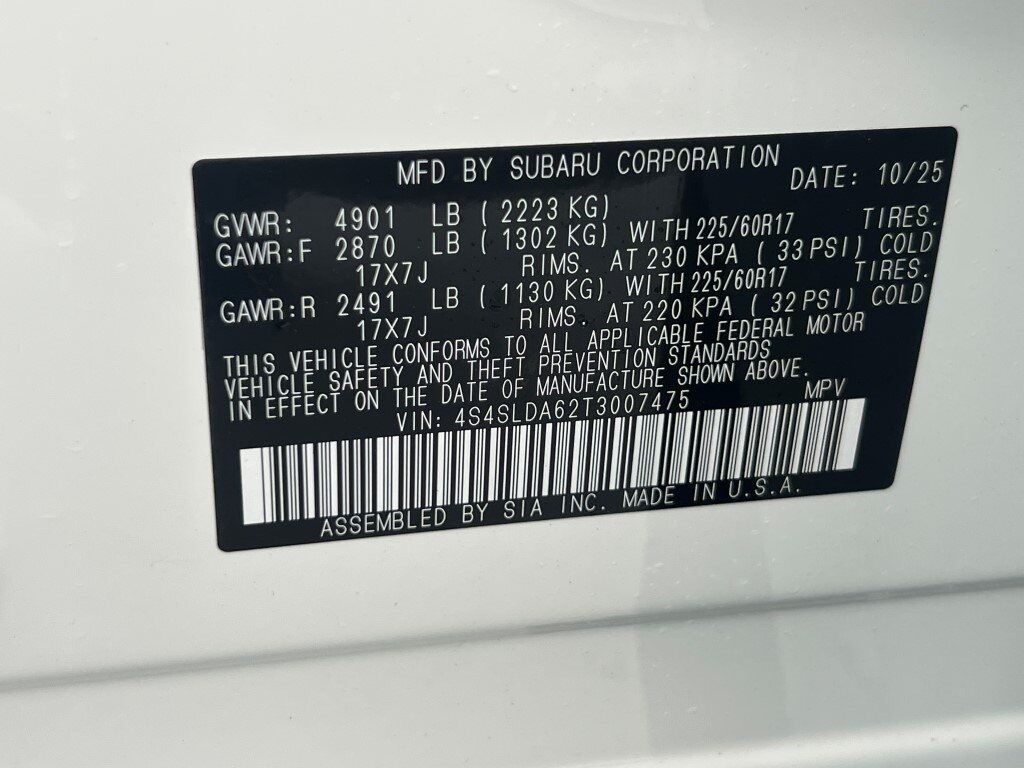 MFD BY SUBARU CORPORATION DATE: 10/25
GVWR: 4901 LB ( 2223 KG)
GAWR:F 2870 LB ( 1302 KG) WITH 225/60R17 TIRES.
17X7J RIMS. AT 230 KPA ( 33 PSI) COLD
GAWR:R 2491 LB ( 1130 KG) WITH 225/60R17 TIRES.
17X7J RIMS. AT 220 KPA ( 32 PSI) COLD
THIS VEHICLE CONFORMS TO ALL APPLICABLE FEDERAL MOTOR
VEHICLE SAFETY AND THEFT PREVENTION STANDARDS
IN EFFECT ON THE DATE OF MANUFACTURE SHOWN ABOVE.
VIN: 4S4SLDA62T3007475 MPV
ASSEMBLED BY SIA INC. MADE IN U.S.A.